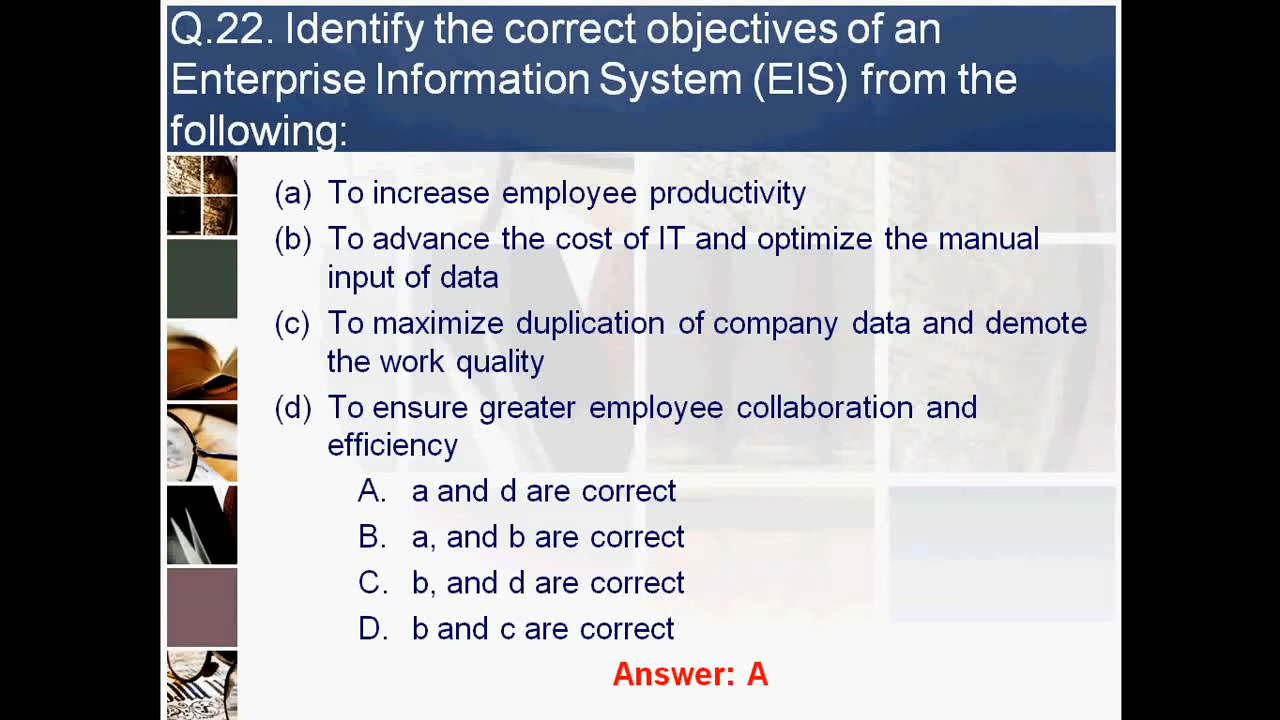 Q.22. Identify the correct objectives of an
Enterprise Information System (EIS) from the
following:
(a) To increase employee productivity
(b) To advance the cost of IT and optimize the manual
input of data
(c) To maximize duplication of company data and demote
the work quality
(d) To ensure greater employee collaboration and
efficiency
A. a and d are correct
B. a, and b are correct
C. b, and d are correct
D. b and c are correct
Answer: A